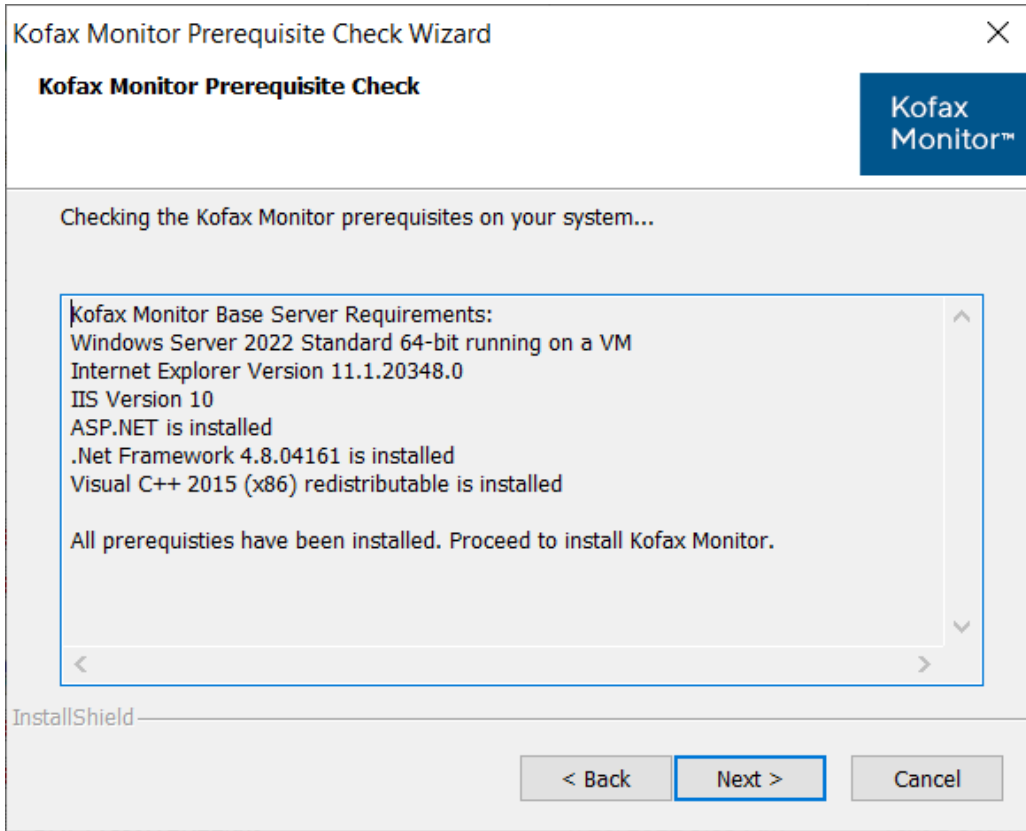 Kofax Monitor Prerequisite Check Wizard
Kofax Monitor Prerequisite Check
Kofax
Monitor™
Checking the Kofax Monitor prerequisites on your system...
Kofax Monitor Base Server Requirements:
Windows Server 2022 Standard 64-bit running on a VM
Internet Explorer Version 11.1.20348.0
IIS Version 10
ASP.NET is installed
.Net Framework 4.8.04161 is installed
Visual C++ 2015 (x86) redistributable is installed
All prerequisties have been installed. Proceed to install Kofax Monitor.
InstallShield
< Back Next > Cancel